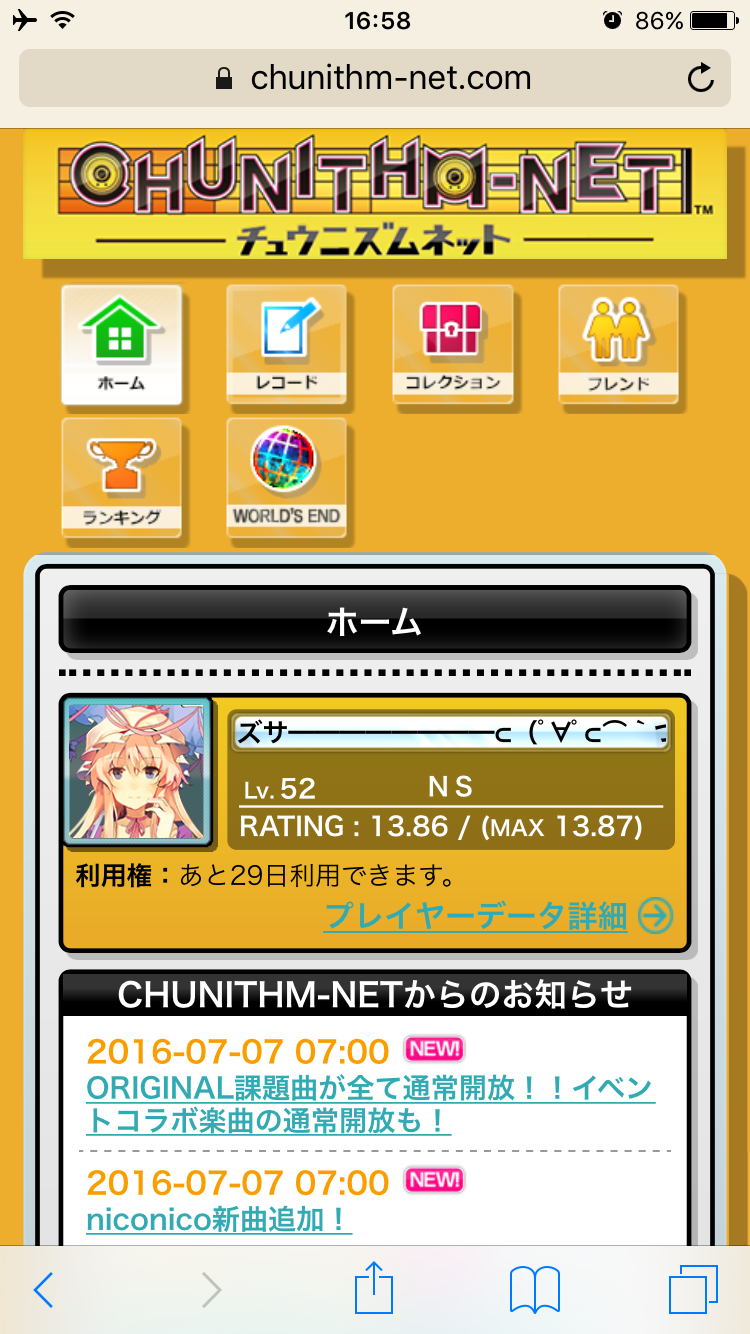 16:58
86%
chunithm-net.com
CHUNITHM-NET™
チュウニズムネット
ホーム
レコード
コレクション
フレンド
ランキング
WORLD'S END
ホーム
ズサ━━━━━━━━⊂（ﾟ∀ﾟ⊂⌒｀つ
Lv.52 NS
RATING : 13.86 / (MAX 13.87)
利用権：あと29日利用できます。
プレイヤーデータ詳細
CHUNITHM-NETからのお知らせ
2016-07-07 07:00 NEW!
ORIGINAL課題曲が全て通常開放！！イベン
トコラボ楽曲の通常開放も！
2016-07-07 07:00 NEW!
niconico新曲追加！